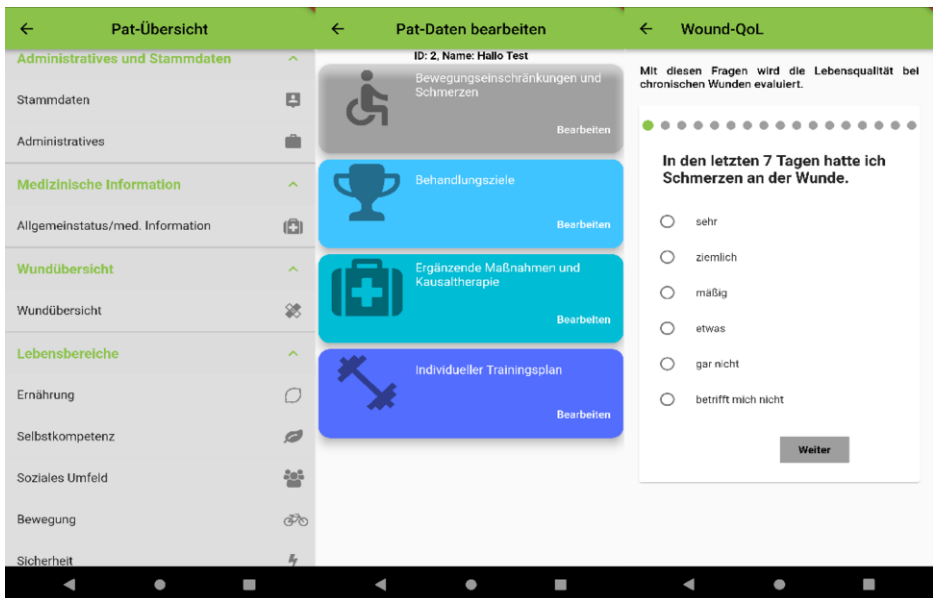 Pat-Übersicht
Administratives und Stammdaten
Stammdaten
Administratives
Medizinische Information
Allgemeinstatus/med. Information
Wundübersicht
Wundübersicht
Lebensbereiche
Ernährung
Selbstkompetenz
Soziales Umfeld
Bewegung
Sicherheit
Pat-Daten bearbeiten
ID: 2, Name: Hallo Test
Bewegungseinschränkungen und
Schmerzen
Bearbeiten
Behandlungsziele
Bearbeiten
Ergänzende Maßnahmen und
Kausaltherapie
Bearbeiten
Individueller Trainingsplan
Bearbeiten
Wound-QoL
Mit diesen Fragen wird die Lebensqualität bei
chronischen Wunden evaluiert.
In den letzten 7 Tagen hatte ich
Schmerzen an der Wunde.
sehr
ziemlich
mäßig
etwas
gar nicht
betrifft mich nicht
Weiter